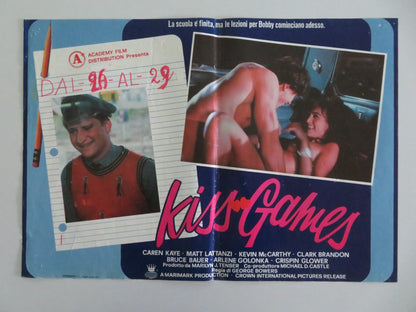 La scuola è finita, ma le lezioni per Bobby cominciano adesso.
A
ACADEMY FILM
DISTRIBUTION Presenta
DAL 26 AL 29
Kiss Games
CAREN KAYE · MATT LATTANZI · KEVIN McCARTHY · CLARK BRANDON
BRUCE BAUER · ARLENE GOLONKA · CRISPIN GLOWER
Prodotto da MARILYN J. TENSER · Co-produttore MICHAEL D. CASTLE
Regia di GEORGE BOWERS
A MARIMARK PRODUCTION · CROWN INTERNATIONAL PICTURES RELEASE